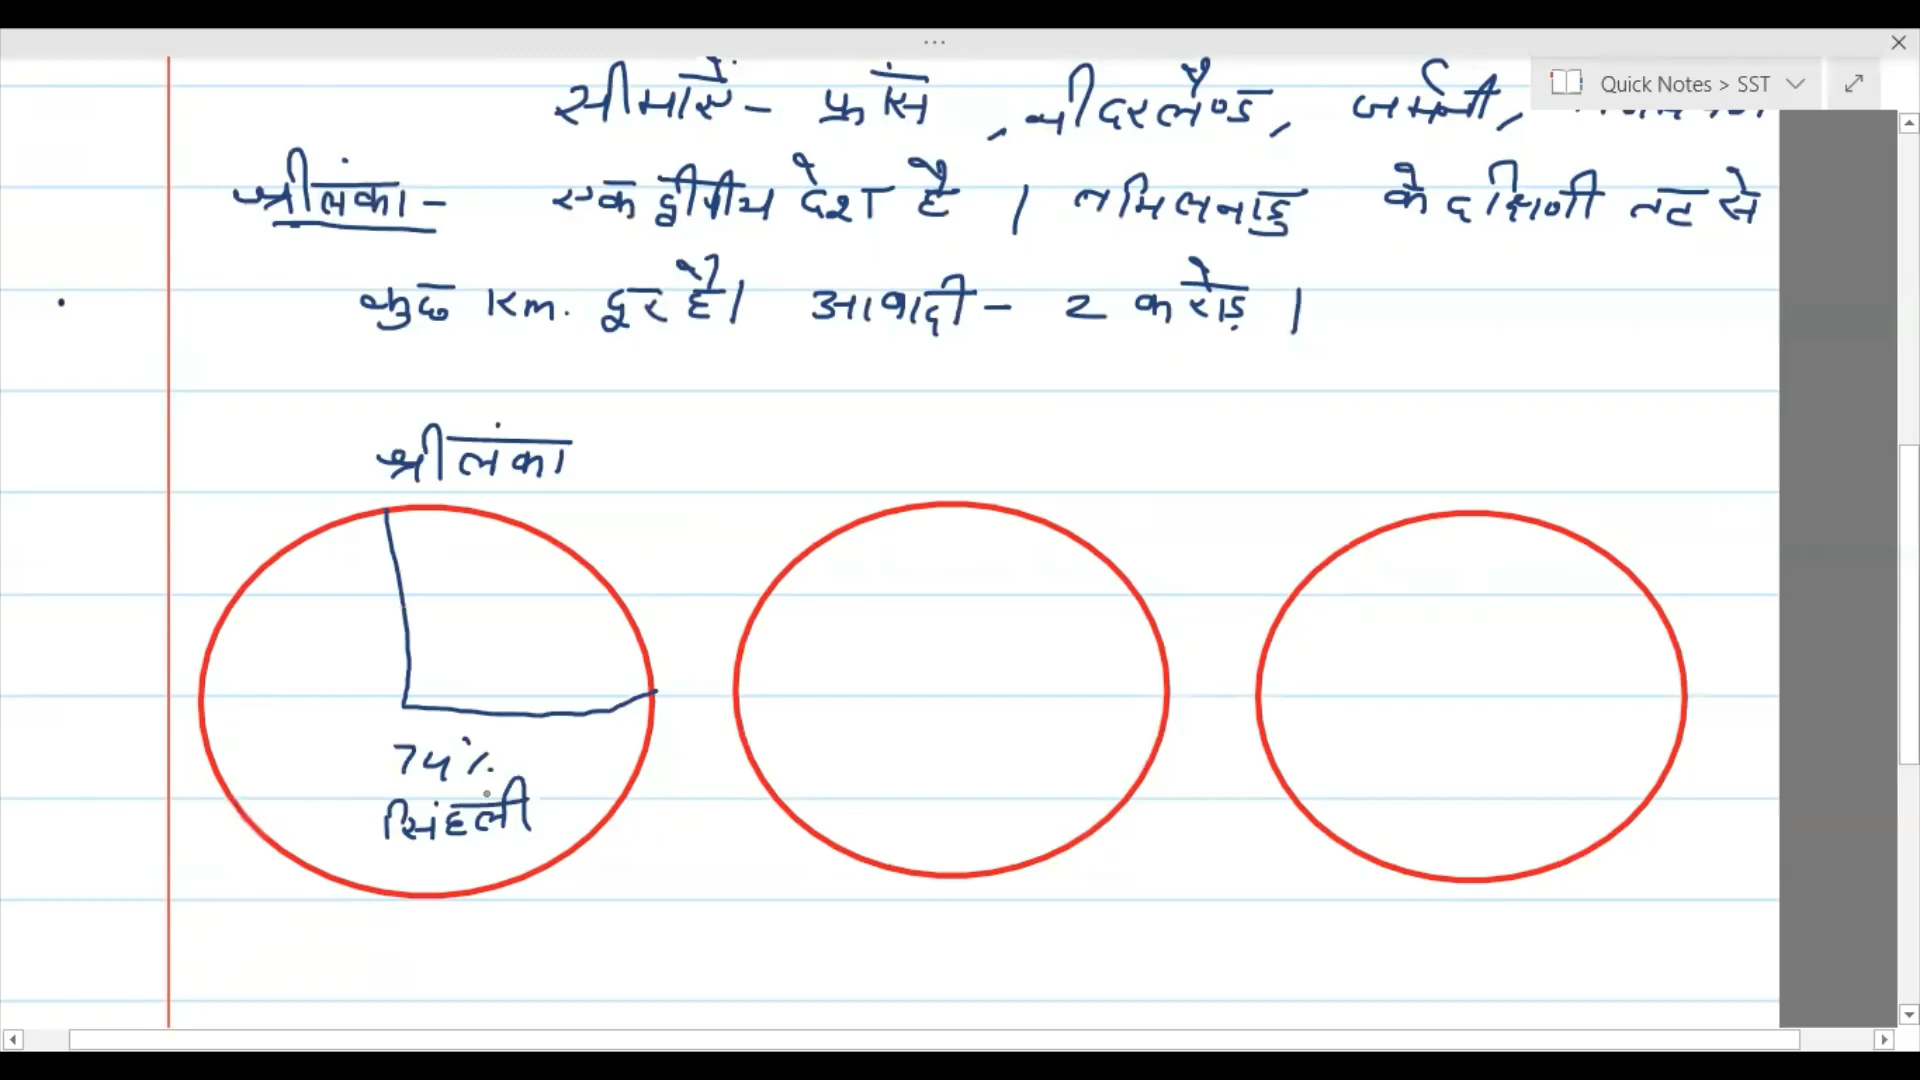 ...
Quick Notes > SST
सीमायें - फ्रांस, नीदरलैण्ड, जर्मनी,
श्रीलंका - एक द्वीपीय देश है । तमिलनाडु के दक्षिणी तट से
कुछ Km. दूर है। आबादी - 2 करोड़ ।
श्रीलंका
74%
सिंहली